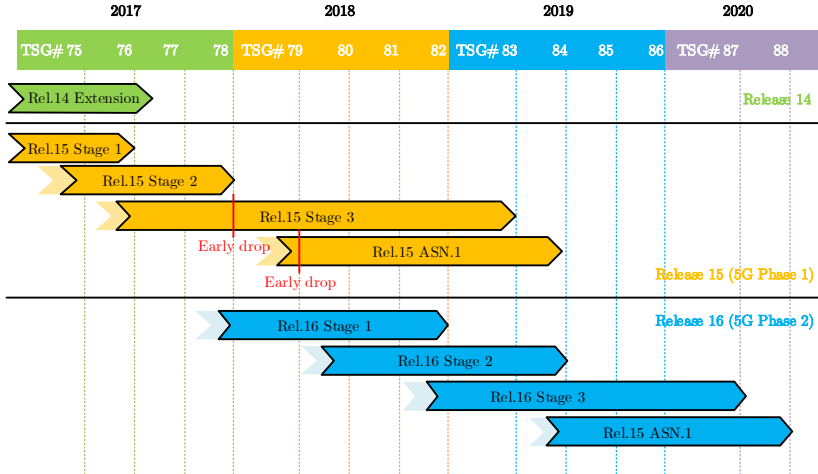 2017 2018 2019 2020
TSG# 75 76 77 78 TSG# 79 80 81 82 TSG# 83 84 85 86 TSG# 87 88
Rel.14 Extension
Release 14
Rel.15 Stage 1
Rel.15 Stage 2
Rel.15 Stage 3
Early drop
Rel.15 ASN.1
Release 15 (5G Phase 1)
Early drop
Release 16 (5G Phase 2)
Rel.16 Stage 1
Rel.16 Stage 2
Rel.16 Stage 3
Rel.15 ASN.1